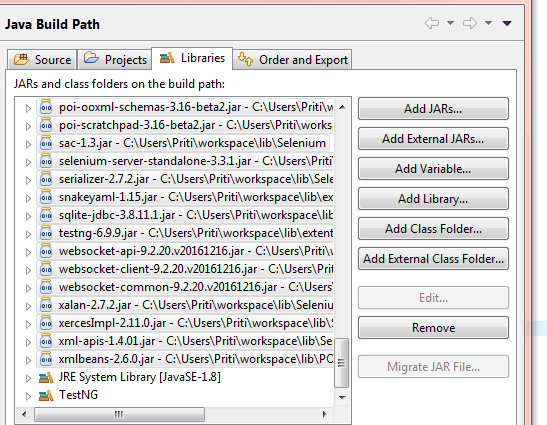 Java Build Path
Source Projects Libraries Order and Export
JARs and class folders on the build path:
poi-ooxml-schemas-3.16-beta2.jar - C:\Users\Priti\workspace
poi-scratchpad-3.16-beta2.jar - C:\Users\Priti\works
sac-1.3.jar - C:\Users\Priti\workspace\lib\Selenium
selenium-server-standalone-3.3.1.jar - C:\Users\Priti
serializer-2.7.2.jar - C:\Users\Priti\workspace\lib\Sele
snakeyaml-1.15.jar - C:\Users\Priti\workspace\lib\ex
sqlite-jdbc-3.8.11.1.jar - C:\Users\Priti\workspace\lib
testng-6.9.9.jar - C:\Users\Priti\workspace\lib\extent
websocket-api-9.2.20.v20161216.jar - C:\Users\Priti\
websocket-client-9.2.20.v20161216.jar - C:\Users\Pri
websocket-common-9.2.20.v20161216.jar - C:\Users
xalan-2.7.2.jar - C:\Users\Priti\workspace\lib\Seleniu
xercesImpl-2.11.0.jar - C:\Users\Priti\workspace\lib\S
xml-apis-1.4.01.jar - C:\Users\Priti\workspace\lib\Se
xmlbeans-2.6.0.jar - C:\Users\Priti\workspace\lib\PO
JRE System Library [JavaSE-1.8]
TestNG
Add JARs...
Add External JARs...
Add Variable...
Add Library...
Add Class Folder...
Add External Class Folder...
Edit...
Remove
Migrate JAR File...